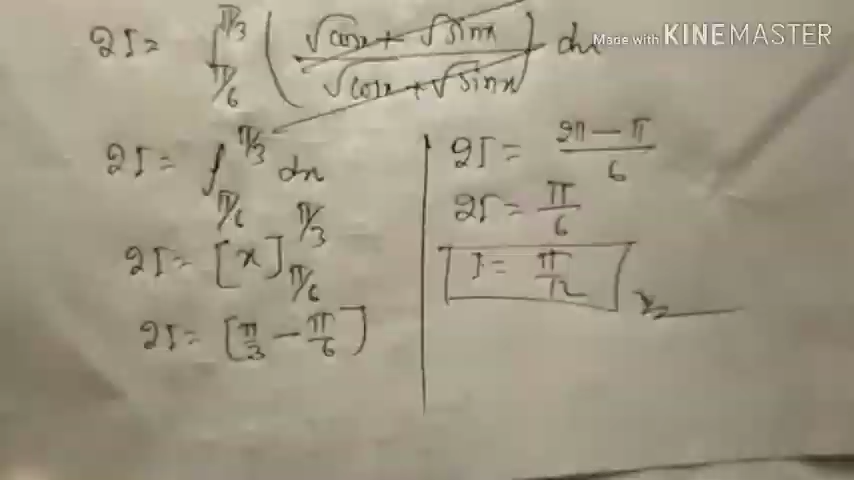 Made with KINEMASTER
2I = ∫_{π/6}^{π/3} ( (√cosx + √sinx) / (√cosx + √sinx) ) dx
2I = ∫_{π/6}^{π/3} dx
2I = [x]_{π/6}^{π/3}
2I = [π/3 − π/6]
2I = (2π − π)/6
2I = π/6
I = π/12